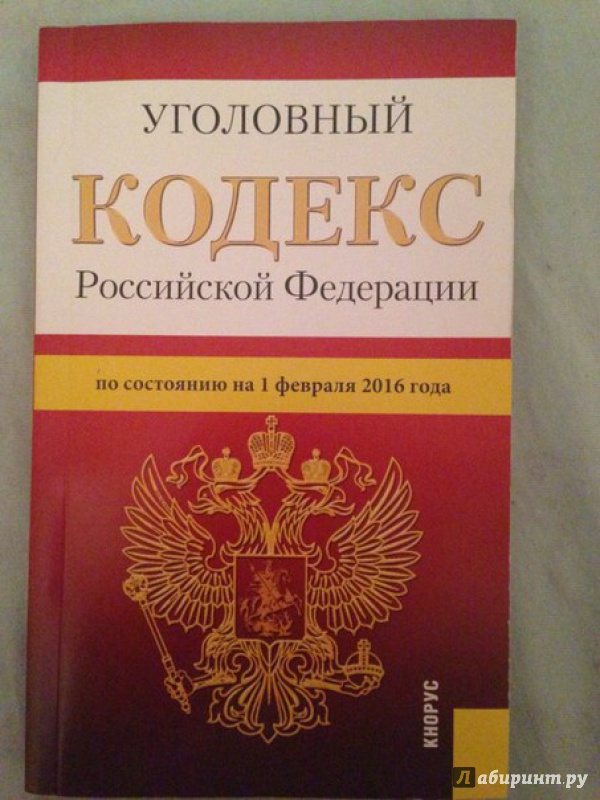 УГОЛОВНЫЙ
КОДЕКС
Российской Федерации
по состоянию на 1 февраля 2016 года
КНОРУС
Лабиринт.ру